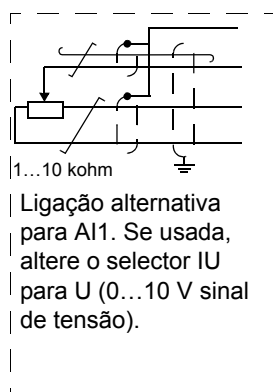 1…10 kohm
Ligação alternativa
para AI1. Se usada,
altere o selector IU
para U (0…10 V sinal
de tensão).